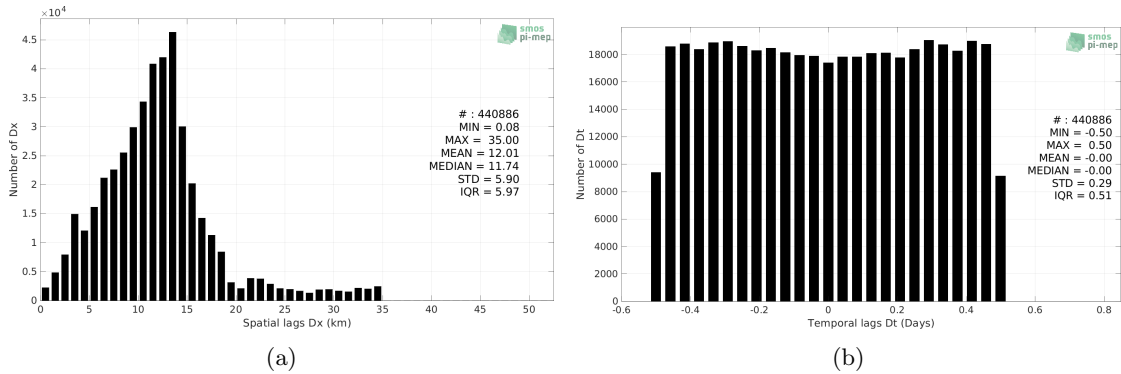 ×10⁴
4.5
4
3.5
3
2.5
2
1.5
1
0.5
0
Number of Dx
0 5 10 15 20 25 30 35 40 45 50
Spatial lags Dx (km)
smos
pi-mep
# : 440886
MIN = 0.08
MAX = 35.00
MEAN = 12.01
MEDIAN = 11.74
STD = 5.90
IQR = 5.97
(a)
18000
16000
14000
12000
10000
8000
6000
4000
2000
0
Number of Dt
-0.6 -0.4 -0.2 0 0.2 0.4 0.6 0.8
Temporal lags Dt (Days)
smos
pi-mep
# : 440886
MIN = -0.50
MAX = 0.50
MEAN = -0.00
MEDIAN = -0.00
STD = 0.29
IQR = 0.51
(b)